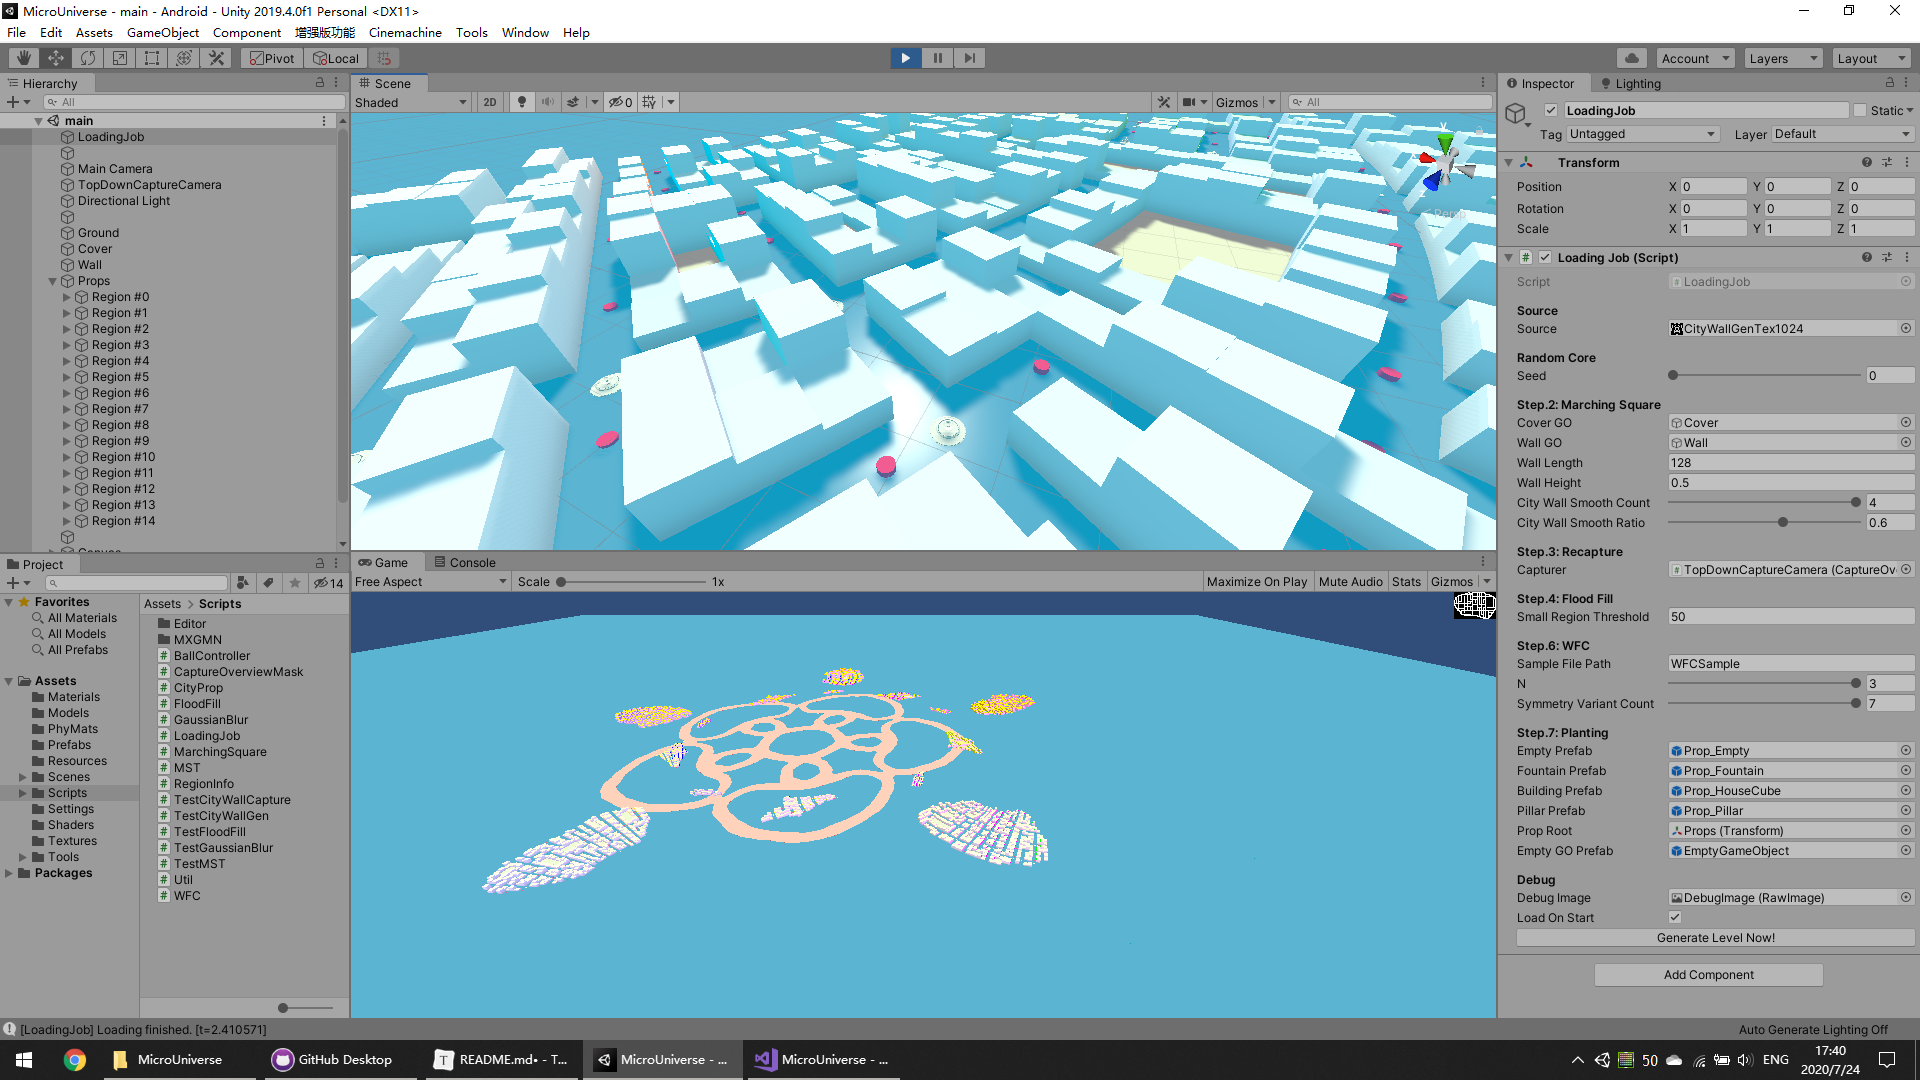 MicroUniverse - main - Android - Unity 2019.4.0f1 Personal <DX11>
File Edit Assets GameObject Component 增强版功能 Cinemachine Tools Window Help
Pivot Local Account Layers Layout
Hierarchy
All
main
LoadingJob
Main Camera
TopDownCaptureCamera
Directional Light
Ground
Cover
Wall
Props
Region #0
Region #1
Region #2
Region #3
Region #4
Region #5
Region #6
Region #7
Region #8
Region #9
Region #10
Region #11
Region #12
Region #13
Region #14
Scene
Shaded 2D 0 Gizmos All
Y
Persp
Project
14
Favorites
All Materials
All Models
All Prefabs
Assets
Materials
Models
PhyMats
Prefabs
Resources
Scenes
Scripts
Settings
Shaders
Textures
Tools
Packages
Assets > Scripts
Editor
MXGMN
BallController
CaptureOverviewMask
CityProp
FloodFill
GaussianBlur
LoadingJob
MarchingSquare
MST
RegionInfo
TestCityWallCapture
TestCityWallGen
TestFloodFill
TestGaussianBlur
TestMST
Util
WFC
Game Console
Free Aspect Scale 1x Maximize On Play Mute Audio Stats Gizmos
Inspector Lighting
LoadingJob Static
Tag Untagged Layer Default
Transform
Position X 0 Y 0 Z 0
Rotation X 0 Y 0 Z 0
Scale X 1 Y 1 Z 1
Loading Job (Script)
Script LoadingJob
Source
Source CityWallGenTex1024
Random Core
Seed 0
Step.2: Marching Square
Cover GO Cover
Wall GO Wall
Wall Length 128
Wall Height 0.5
City Wall Smooth Count 4
City Wall Smooth Ratio 0.6
Step.3: Recapture
Capturer TopDownCaptureCamera (CaptureOv
Step.4: Flood Fill
Small Region Threshold 50
Step.6: WFC
Sample File Path WFCSample
N 3
Symmetry Variant Count 7
Step.7: Planting
Empty Prefab Prop_Empty
Fountain Prefab Prop_Fountain
Building Prefab Prop_HouseCube
Pillar Prefab Prop_Pillar
Prop Root Props (Transform)
Empty GO Prefab EmptyGameObject
Debug
Debug Image DebugImage (RawImage)
Load On Start
Generate Level Now!
Add Component
[LoadingJob] Loading finished. [t=2.410571]
Auto Generate Lighting Off
MicroUniverse
GitHub Desktop
README.md• - T...
MicroUniverse - ...
MicroUniverse - ...
50
ENG
17:40
2020/7/24